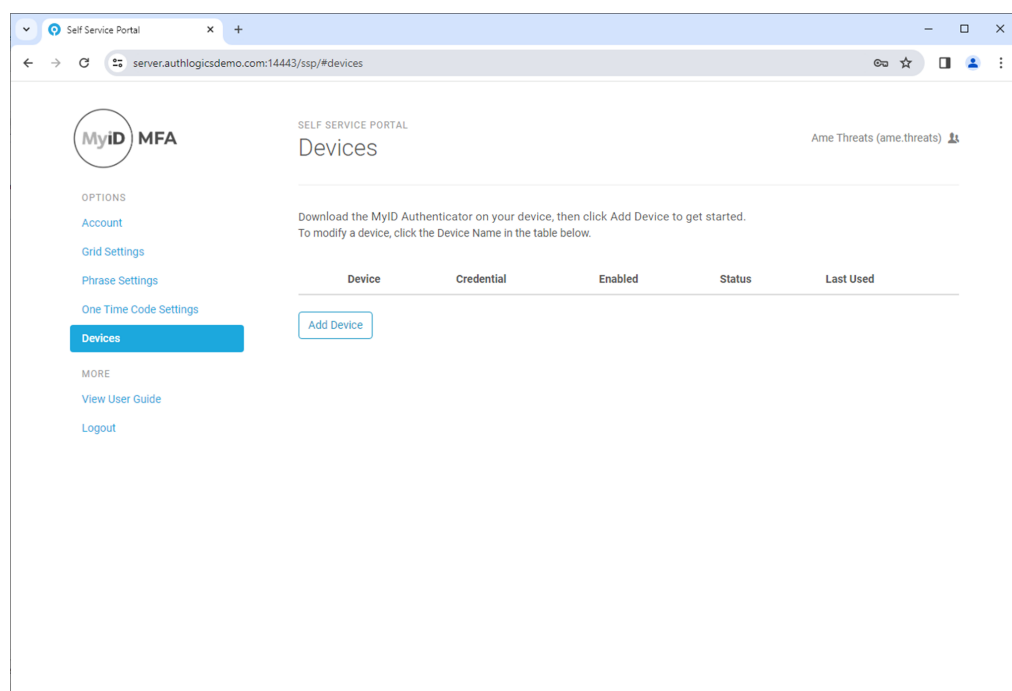 Self Service Portal
server.authlogicsdemo.com:14443/ssp/#devices
MyiD MFA
SELF SERVICE PORTAL
Devices
Ame Threats (ame.threats)
OPTIONS
Account
Grid Settings
Phrase Settings
One Time Code Settings
Devices
MORE
View User Guide
Logout
Download the MyID Authenticator on your device, then click Add Device to get started.
To modify a device, click the Device Name in the table below.
Device Credential Enabled Status Last Used
Add Device